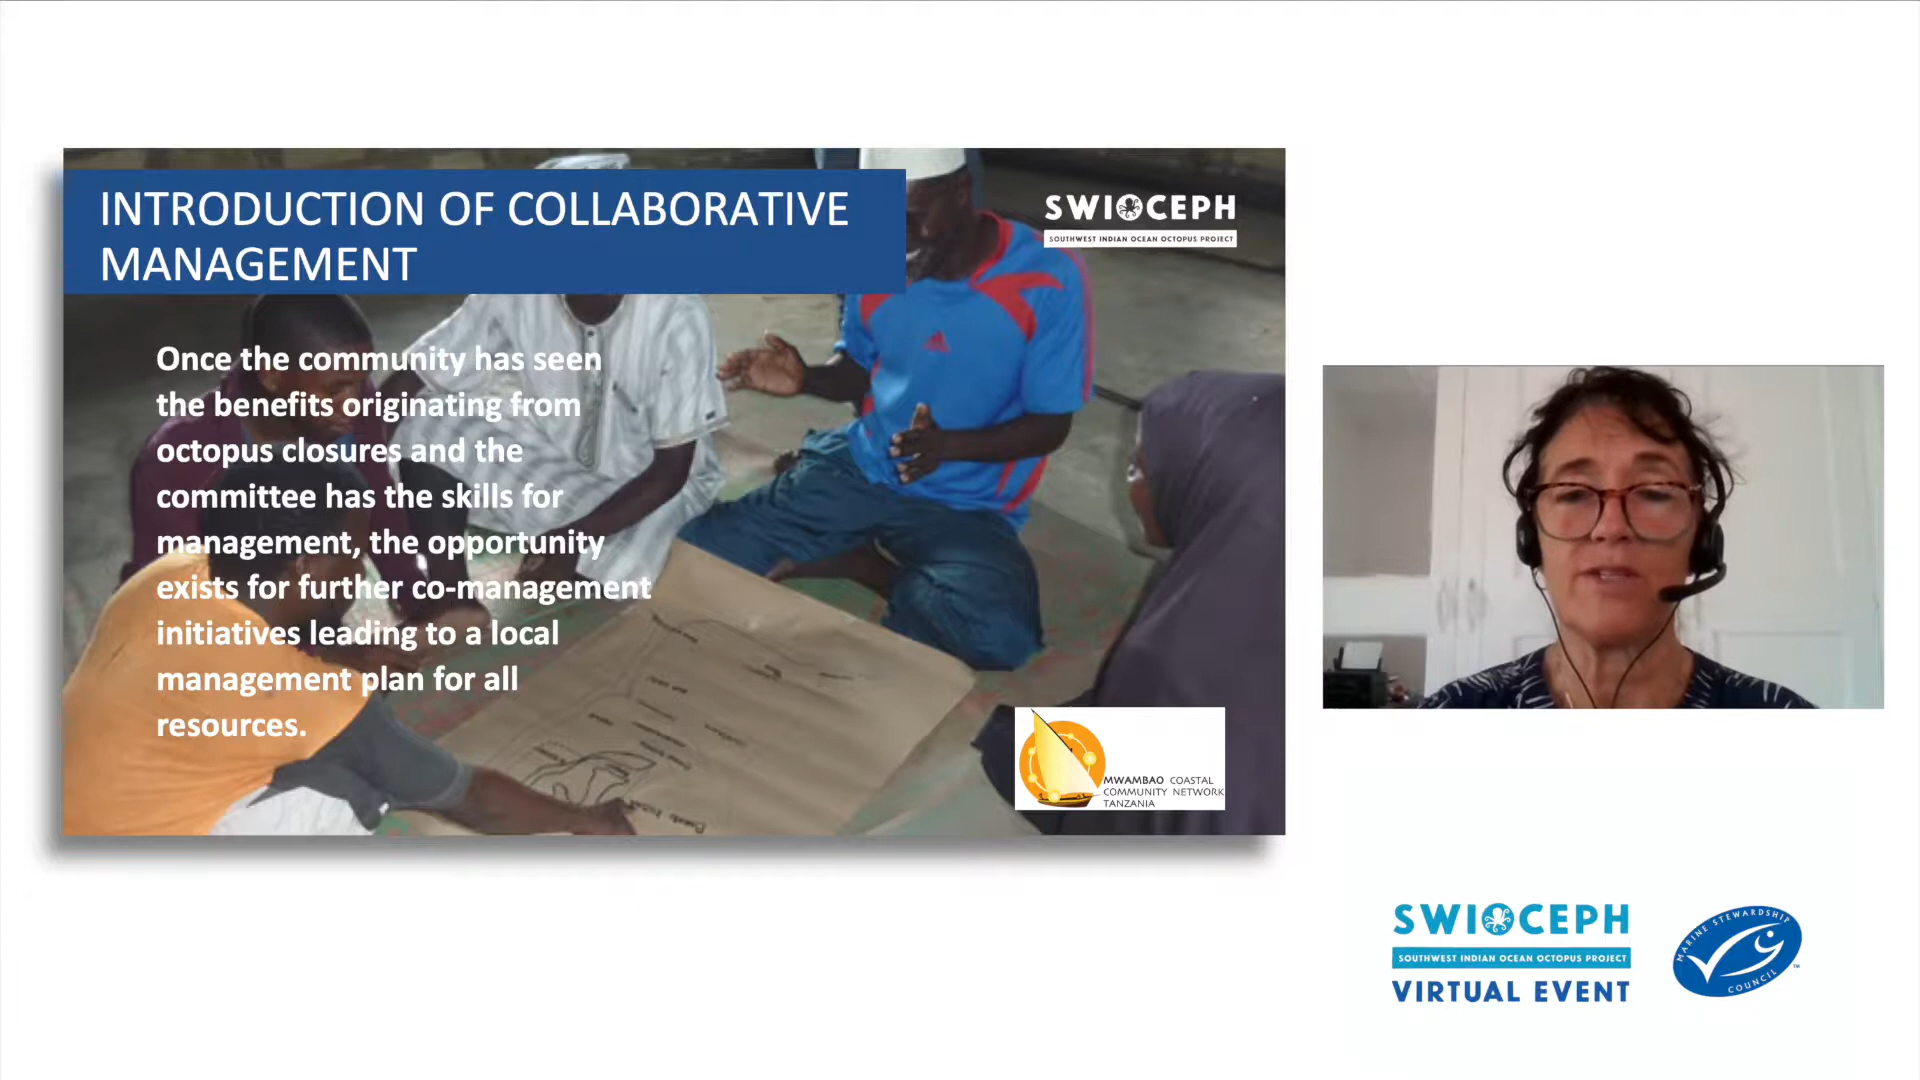 INTRODUCTION OF COLLABORATIVE
MANAGEMENT
SWIOCEPH
SOUTHWEST INDIAN OCEAN OCTOPUS PROJECT
Once the community has seen
the benefits originating from
octopus closures and the
committee has the skills for
management, the opportunity
exists for further co-management
initiatives leading to a local
management plan for all
resources.
MWAMBAO COASTAL
COMMUNITY NETWORK
TANZANIA
SWIOCEPH
SOUTHWEST INDIAN OCEAN OCTOPUS PROJECT
VIRTUAL EVENT
MARINE STEWARDSHIP
COUNCIL
TM